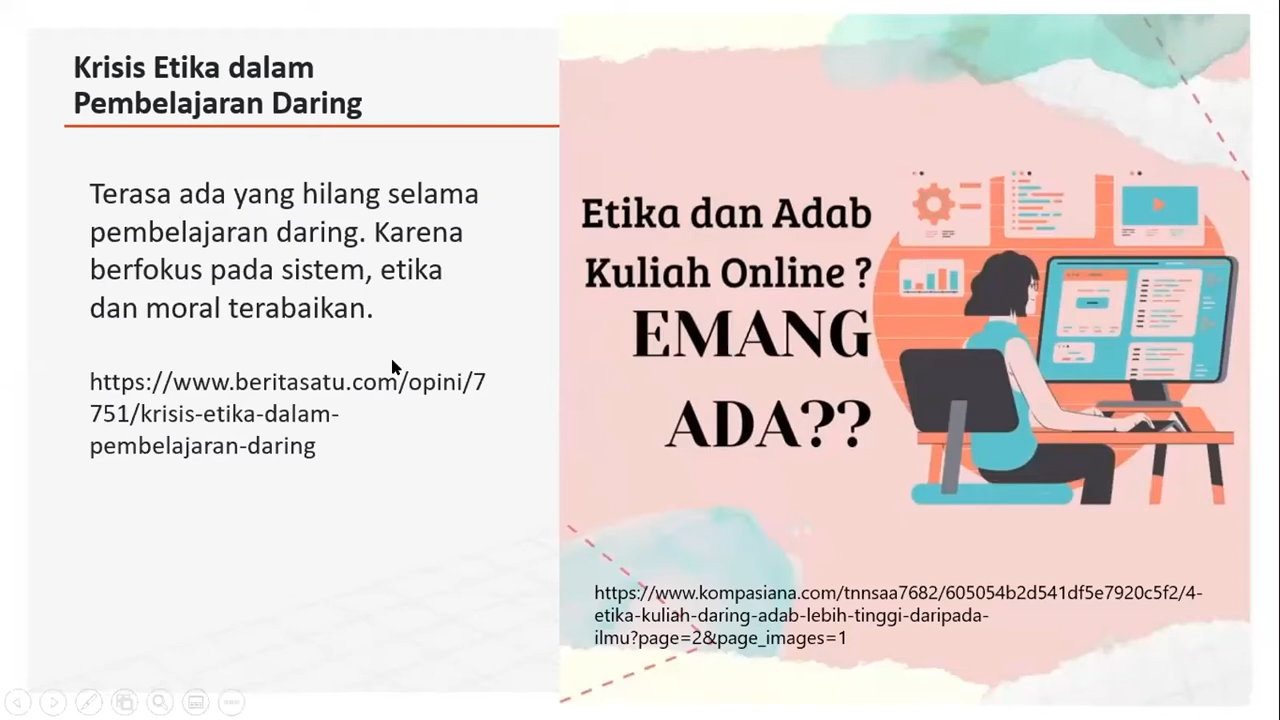 Krisis Etika dalam
Pembelajaran Daring
Terasa ada yang hilang selama
pembelajaran daring. Karena
berfokus pada sistem, etika
dan moral terabaikan.
https://www.beritasatu.com/opini/7
751/krisis-etika-dalam-
pembelajaran-daring
Etika dan Adab
Kuliah Online ?
EMANG
ADA??
https://www.kompasiana.com/tnnsaa7682/605054b2d541df5e7920c5f2/4-
etika-kuliah-daring-adab-lebih-tinggi-daripada-
ilmu?page=2&page_images=1